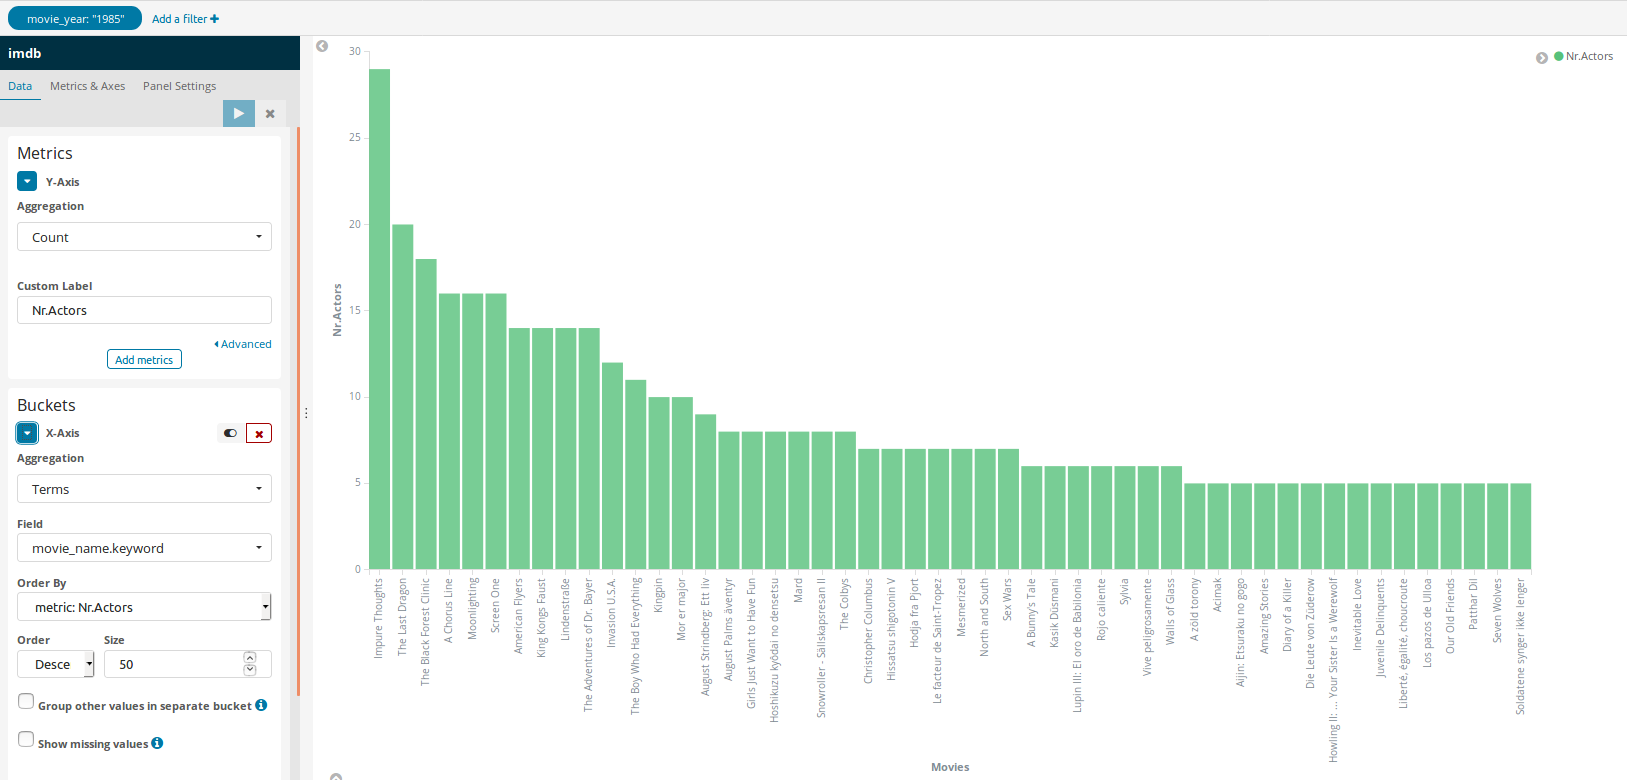 movie_year: "1985"
Add a filter
imdb
Data
Metrics & Axes
Panel Settings
Metrics
Y-Axis
Aggregation
Count
Custom Label
Nr.Actors
Advanced
Add metrics
Buckets
X-Axis
Aggregation
Terms
Field
movie_name.keyword
Order By
metric: Nr.Actors
Order
Size
Desce
50
Group other values in separate bucket
Show missing values
Nr.Actors
30
25
20
15
10
5
0
Nr.Actors
Impure Thoughts
The Last Dragon
The Black Forest Clinic
A Chorus Line
Moonlighting
Screen One
American Flyers
King Kongs Faust
Lindenstraße
The Adventures of Dr. Bayer
Invasion U.S.A.
The Boy Who Had Everything
Kingpin
Mor er major
August Strindberg: Ett liv
August Palms äventyr
Girls Just Want to Have Fun
Hoshikuzu kyôdai no densetsu
Mard
Snowroller - Sällskapsresan II
The Colbys
Christopher Columbus
Hissatsu shigotonin V
Hodja fra Pjort
Le facteur de Saint-Tropez
Mesmerized
North and South
Sex Wars
A Bunny's Tale
Kasik Düsmani
Lupin III: El oro de Babilonia
Rojo caliente
Sylvia
Vive peligrosamente
Walls of Glass
A zöld torony
Acimak
Aijin: Etsuraku no gogo
Amazing Stories
Diary of a Killer
Die Leute von Züderow
Howling II: ... Your Sister Is a Werewolf
Inevitable Love
Juvenile Delinquents
Liberté, égalité, choucroute
Los pazos de Ulloa
Our Old Friends
Patthar Dil
Seven Wolves
Soldatene synger ikke lenger
Movies